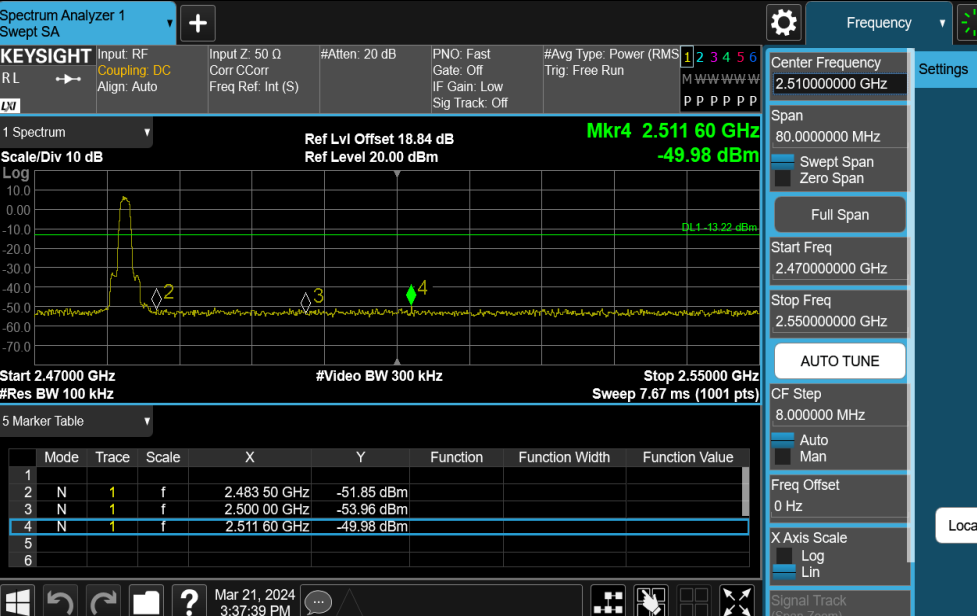 Spectrum Analyzer 1
Swept SA
Frequency
KEYSIGHT
RL
LXI
Input: RF
Coupling: DC
Align: Auto
Input Z: 50 Ω
Corr CCorr
Freq Ref: Int (S)
#Atten: 20 dB
PNO: Fast
Gate: Off
IF Gain: Low
Sig Track: Off
#Avg Type: Power (RMS
Trig: Free Run
1 2 3 4 5 6
M W W W W W
P P P P P P
1 Spectrum
Scale/Div 10 dB
Log
Ref Lvl Offset 18.84 dB
Ref Level 20.00 dBm
Mkr4 2.511 60 GHz
-49.98 dBm
10.0
0.00
-10.0
-20.0
-30.0
-40.0
-50.0
-60.0
-70.0
DL1 -13.22 dBm
2
3
4
Start 2.47000 GHz
#Res BW 100 kHz
#Video BW 300 kHz
Stop 2.55000 GHz
Sweep 7.67 ms (1001 pts)
5 Marker Table
Mode Trace Scale X Y Function Function Width Function Value
1
2 N 1 f 2.483 50 GHz -51.85 dBm
3 N 1 f 2.500 00 GHz -53.96 dBm
4 N 1 f 2.511 60 GHz -49.98 dBm
5
6
Mar 21, 2024
3:37:39 PM
Center Frequency
2.510000000 GHz
Settings
Span
80.0000000 MHz
Swept Span
Zero Span
Full Span
Start Freq
2.470000000 GHz
Stop Freq
2.550000000 GHz
AUTO TUNE
CF Step
8.000000 MHz
Auto
Man
Freq Offset
0 Hz
Loca
X Axis Scale
Log
Lin
Signal Track
(Span Zoom)